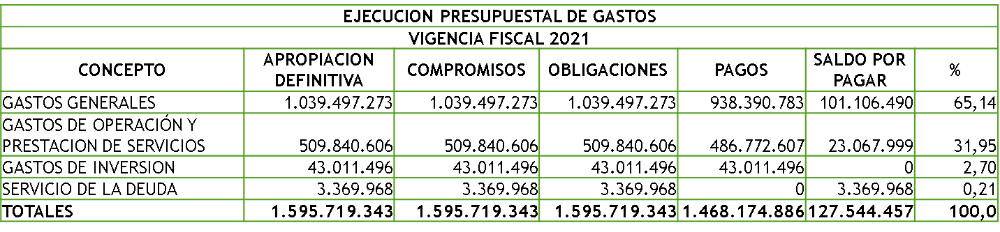 EJECUCION PRESUPUESTAL DE GASTOS
VIGENCIA FISCAL 2021
CONCEPTO APROPIACION DEFINITIVA COMPROMISOS OBLIGACIONES PAGOS SALDO POR PAGAR %
GASTOS GENERALES 1.039.497.273 1.039.497.273 1.039.497.273 938.390.783 101.106.490 65,14
GASTOS DE OPERACIÓN Y
PRESTACION DE SERVICIOS 509.840.606 509.840.606 509.840.606 486.772.607 23.067.999 31,95
GASTOS DE INVERSION 43.011.496 43.011.496 43.011.496 43.011.496 0 2,70
SERVICIO DE LA DEUDA 3.369.968 3.369.968 3.369.968 0 3.369.968 0,21
TOTALES 1.595.719.343 1.595.719.343 1.595.719.343 1.468.174.886 127.544.457 100,0